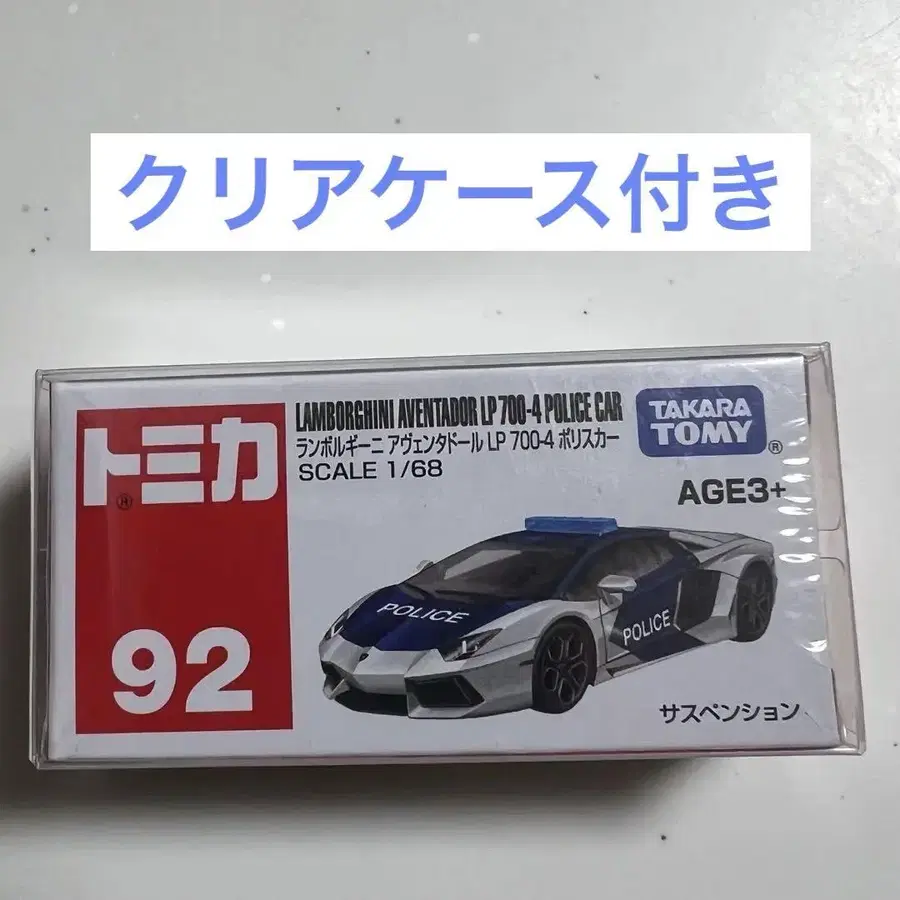 クリアケース付き
トミカ
92
LAMBORGHINI AVENTADOR LP 700-4 POLICE CAR
ランボルギーニ アヴェンタドール LP 700-4 ポリスカー
SCALE 1/68
TAKARA
TOMY
AGE3+
POLICE
POLICE
サスペンション